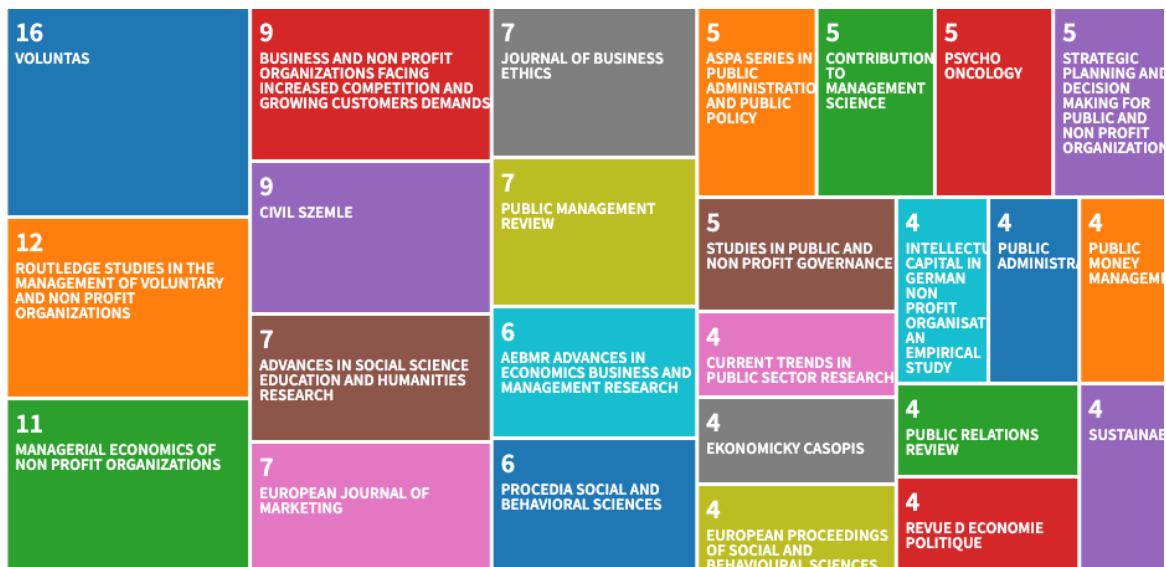 16
VOLUNTAS
12
ROUTLEDGE STUDIES IN THE
MANAGEMENT OF VOLUNTARY
AND NON PROFIT
ORGANIZATIONS
11
MANAGERIAL ECONOMICS OF
NON PROFIT ORGANIZATIONS
9
BUSINESS AND NON PROFIT
ORGANIZATIONS FACING
INCREASED COMPETITION AND
GROWING CUSTOMERS DEMANDS
9
CIVIL SZEMLE
7
ADVANCES IN SOCIAL SCIENCE
EDUCATION AND HUMANITIES
RESEARCH
7
EUROPEAN JOURNAL OF
MARKETING
7
JOURNAL OF BUSINESS
ETHICS
7
PUBLIC MANAGEMENT
REVIEW
6
AEBMR ADVANCES IN
ECONOMICS BUSINESS AND
MANAGEMENT RESEARCH
6
PROCEDIA SOCIAL AND
BEHAVIORAL SCIENCES
5
ASPA SERIES IN
PUBLIC
ADMINISTRATIO
AND PUBLIC
POLICY
5
CONTRIBUTION
TO
MANAGEMENT
SCIENCE
5
PSYCHO
ONCOLOGY
5
STRATEGIC
PLANNING AND
DECISION
MAKING FOR
PUBLIC AND
NON PROFIT
ORGANIZATION
5
STUDIES IN PUBLIC AND
NON PROFIT GOVERNANCE
4
CURRENT TRENDS IN
PUBLIC SECTOR RESEARCH
4
EKONOMICKY CASOPIS
4
EUROPEAN PROCEEDINGS
OF SOCIAL AND
BEHAVIOURAL SCIENCES
4
INTELLECTU
CAPITAL IN
GERMAN
NON
PROFIT
ORGANISAT
AN
EMPIRICAL
STUDY
4
PUBLIC
ADMINISTRA
4
PUBLIC
MONEY
MANAGEME
4
PUBLIC RELATIONS
REVIEW
4
REVUE D ECONOMIE
POLITIQUE
4
SUSTAINAB